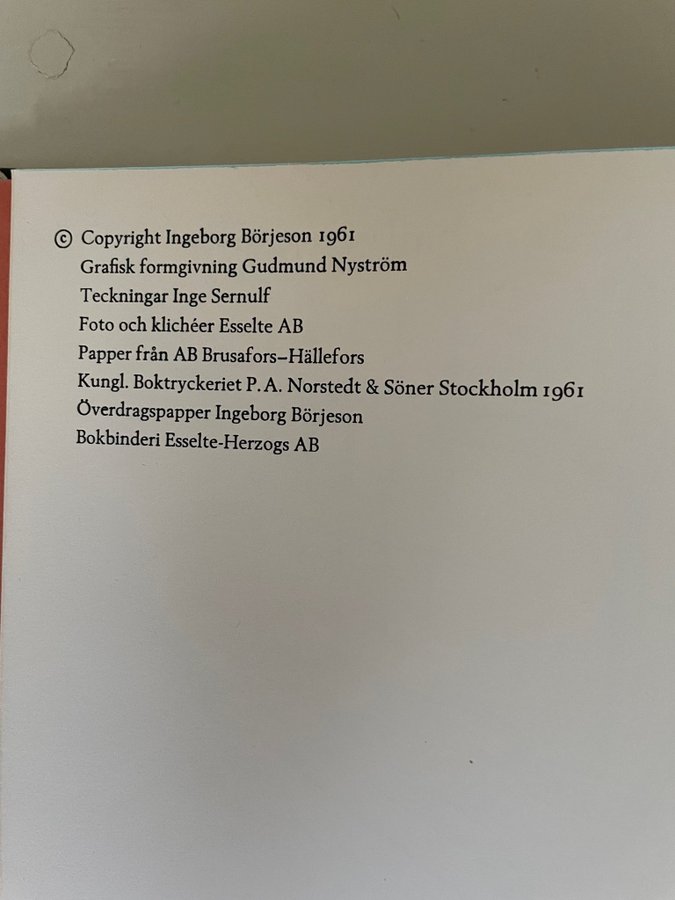 © Copyright Ingeborg Börjeson 1961
Grafisk formgivning Gudmund Nyström
Teckningar Inge Sernulf
Foto och klichéer Esselte AB
Papper från AB Brusafors–Hällefors
Kungl. Boktryckeriet P. A. Norstedt & Söner Stockholm 1961
Överdragspapper Ingeborg Börjeson
Bokbinderi Esselte-Herzogs AB